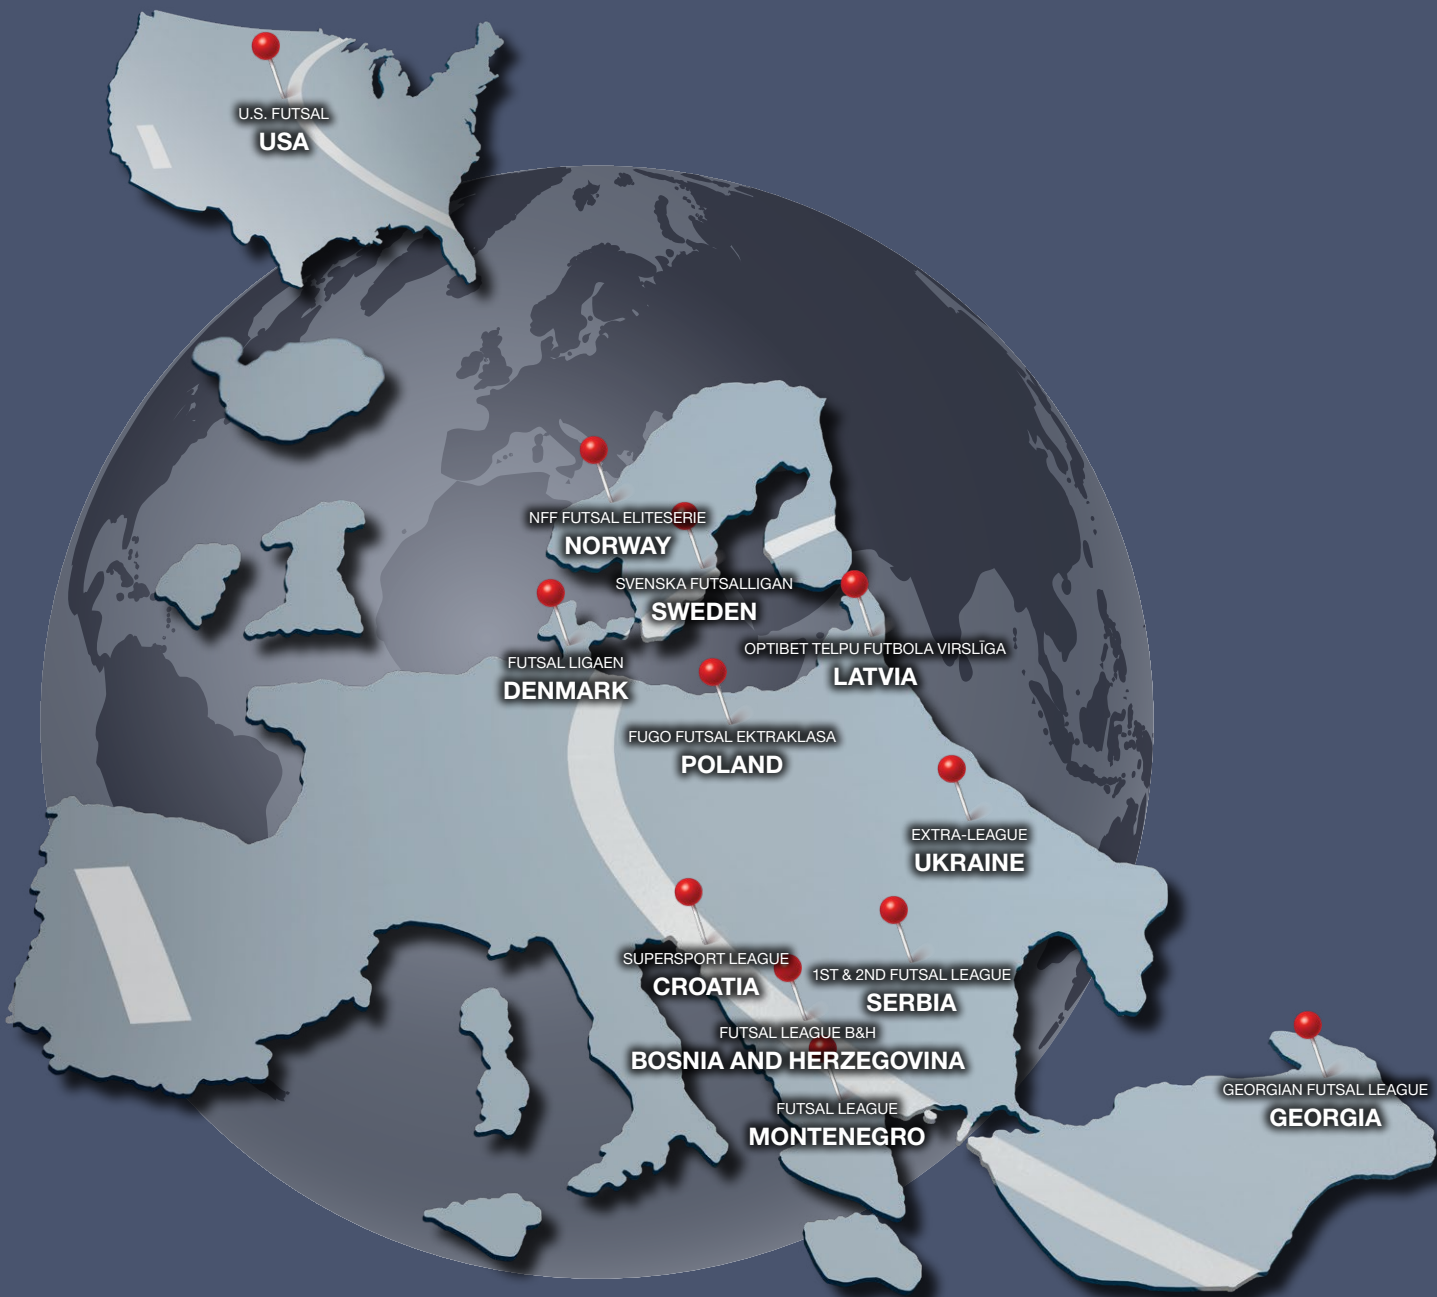 U.S. FUTSAL
USA
NFF FUTSAL ELITESERIE
NORWAY
SVENSKA FUTSALLIGAN
SWEDEN
OPTIBET TELPU FUTBOLA VIRSLĪGA
LATVIA
FUTSAL LIGAEN
DENMARK
FUGO FUTSAL EKTRAKLASA
POLAND
EXTRA-LEAGUE
UKRAINE
SUPERSPORT LEAGUE
CROATIA
1ST & 2ND FUTSAL LEAGUE
SERBIA
FUTSAL LEAGUE B&H
BOSNIA AND HERZEGOVINA
FUTSAL LEAGUE
MONTENEGRO
GEORGIAN FUTSAL LEAGUE
GEORGIA